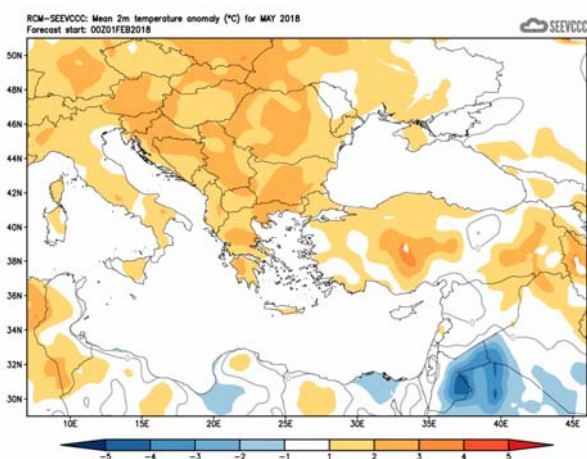 RCM-SEEVCCC: Mean 2m temperature anomaly (°C) for MAY 2018
Forecast start: 00Z01FEB2018
SEEVCCC
50N
48N
46N
44N
42N
40N
38N
36N
34N
32N
30N
10E 15E 20E 25E 30E 35E 40E 45E
-5 -4 -3 -2 -1 1 2 3 4 5